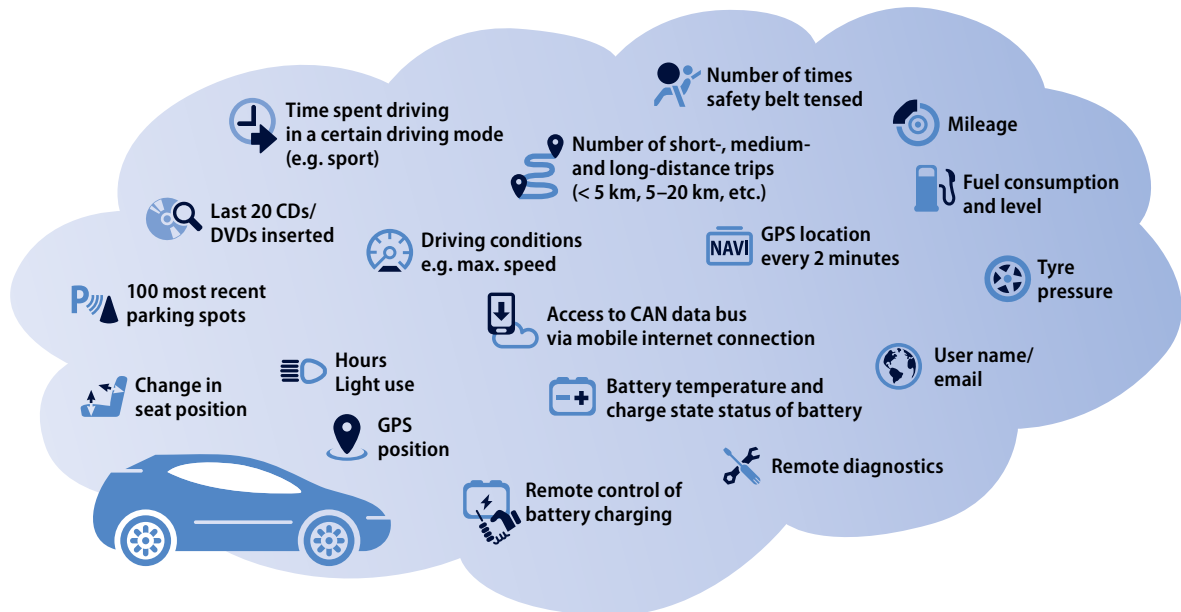 Number of times
safety belt tensed
Time spent driving
in a certain driving mode
(e.g. sport)
Mileage
Number of short-, medium-
and long-distance trips
(< 5 km, 5–20 km, etc.)
Fuel consumption
and level
Last 20 CDs/
DVDs inserted
Driving conditions
e.g. max. speed
NAVI
GPS location
every 2 minutes
Tyre
pressure
P
100 most recent
parking spots
Access to CAN data bus
via mobile internet connection
User name/
email
Hours
Light use
Change in
seat position
Battery temperature and
charge state status of battery
GPS
position
Remote diagnostics
Remote control of
battery charging